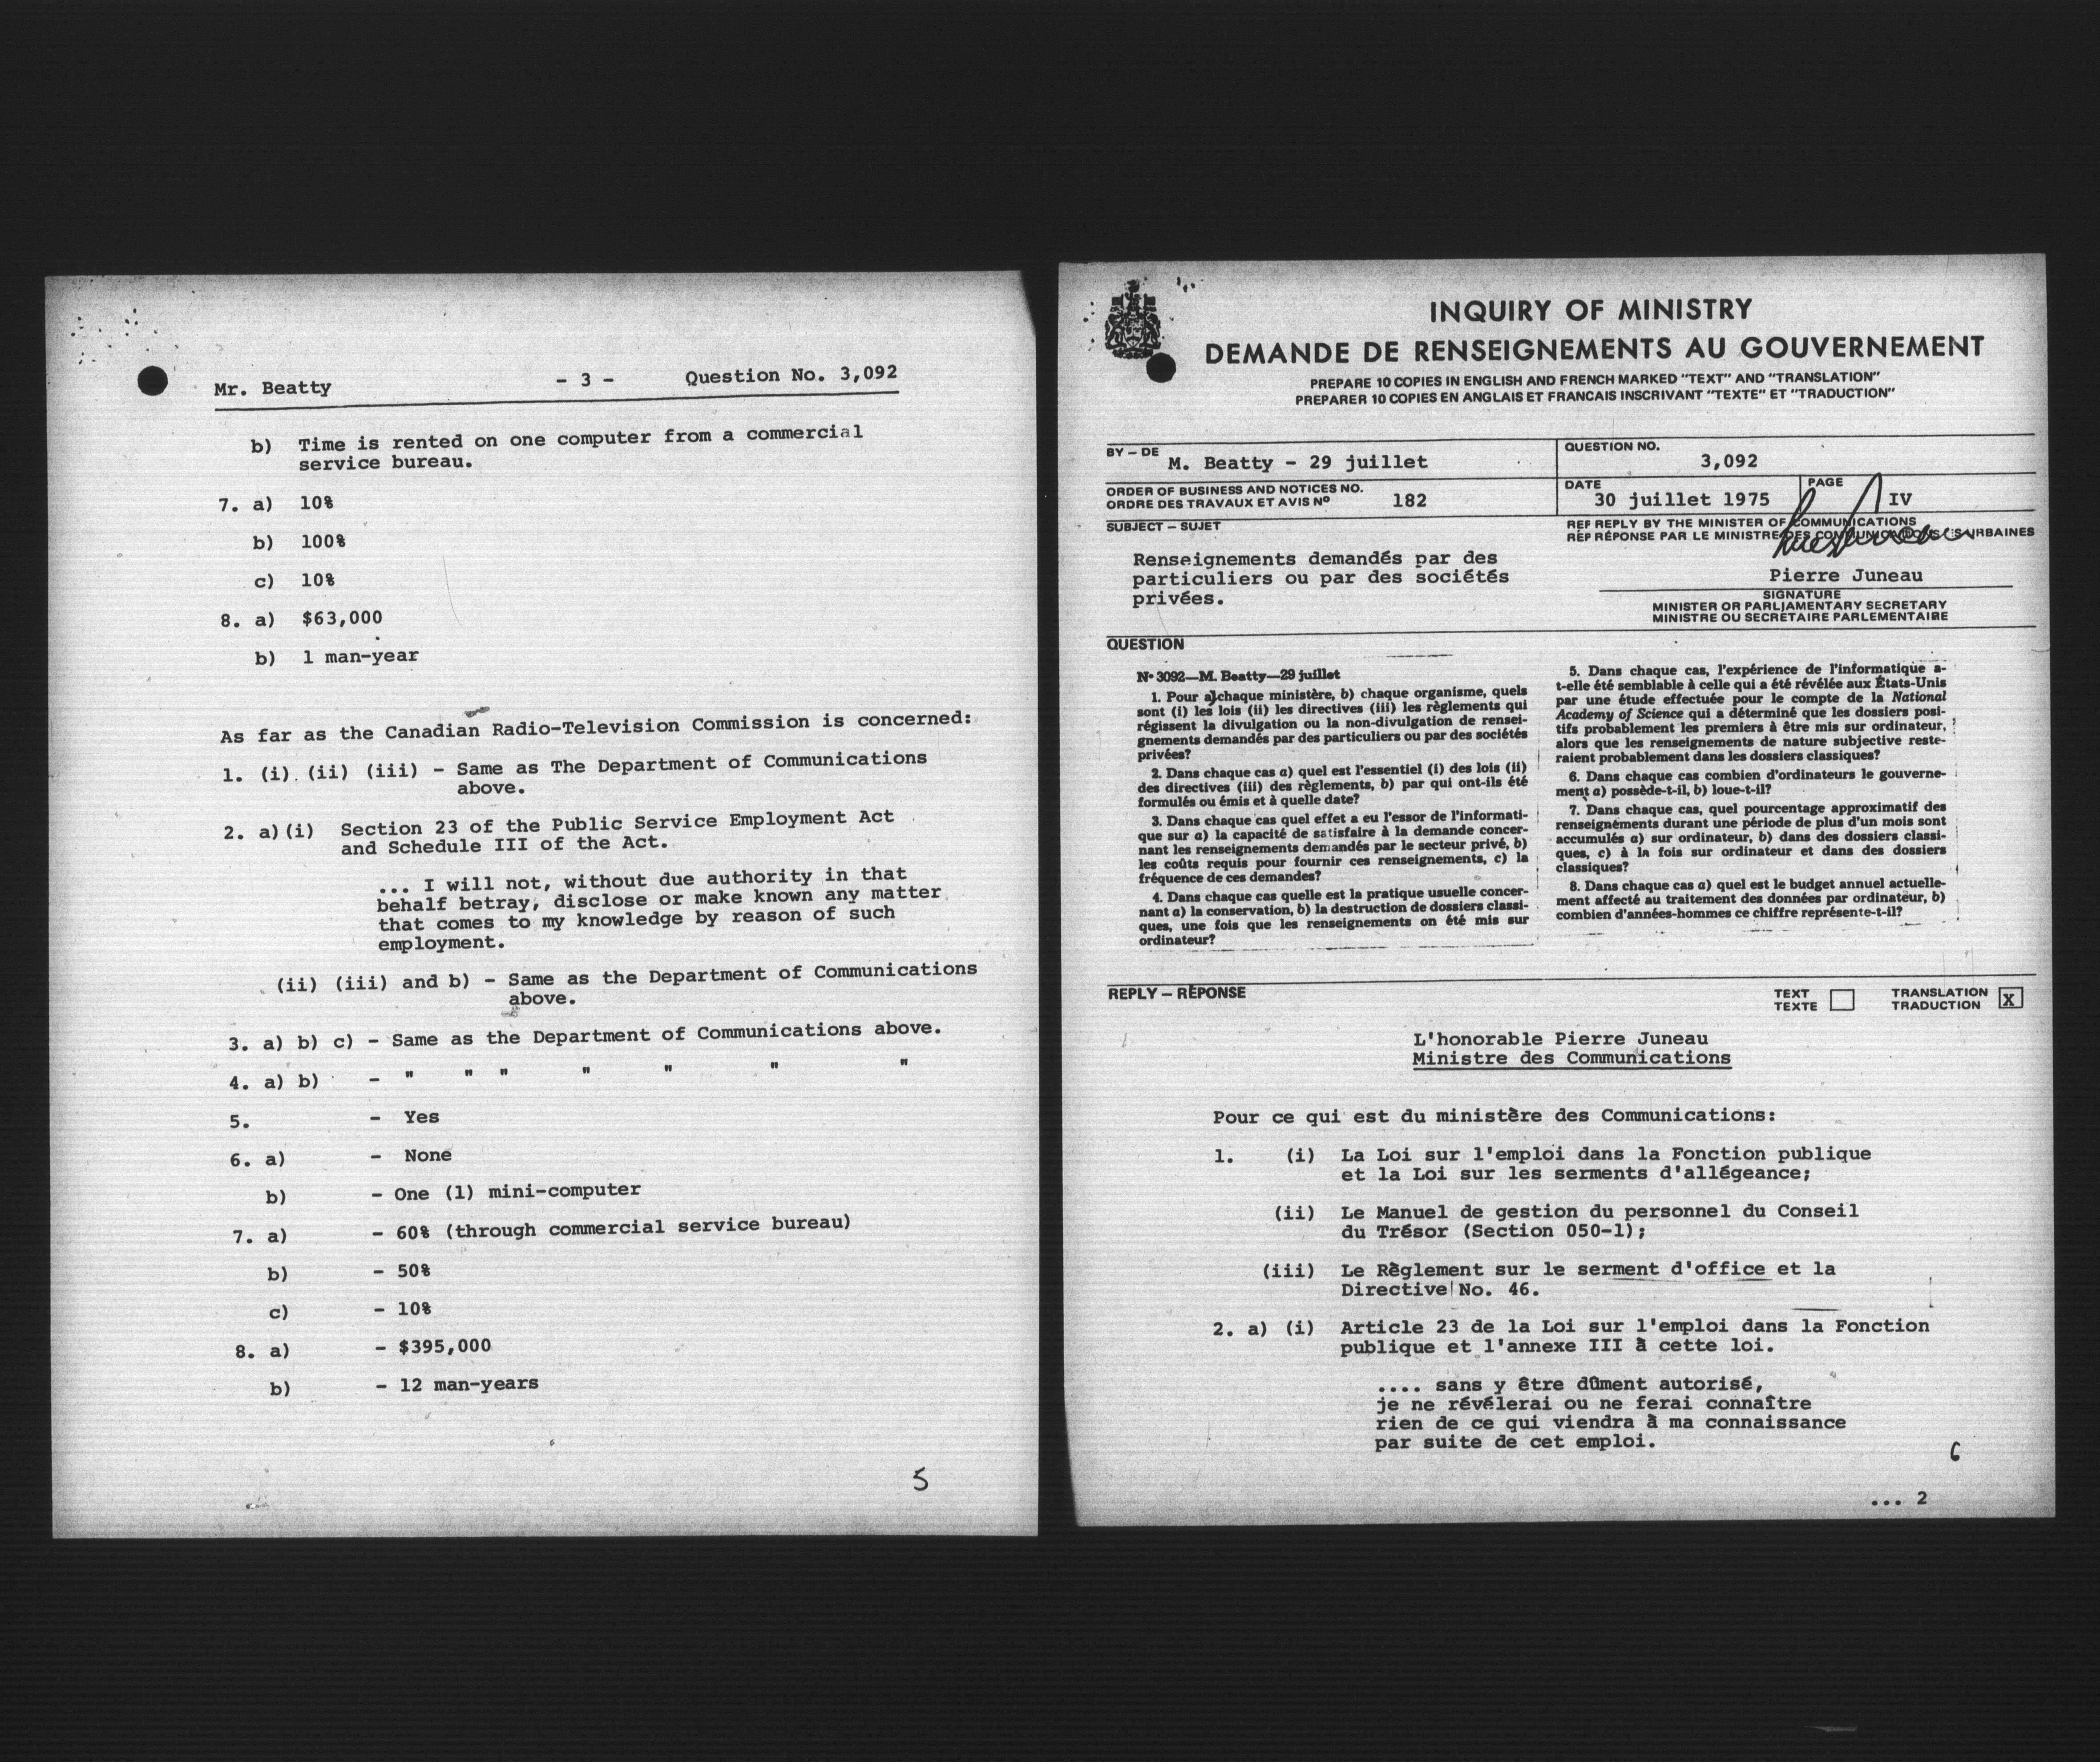 Mr. Beatty - 3 - Question No. 3,092
b) Time is rented on one computer from a commercial
service bureau.
7. a) 10%
b) 100%
c) 10%
8. a) $63,000
b) 1 man-year
As far as the Canadian Radio-Television Commission is concerned:
1. (i) (ii) (iii) - Same as The Department of Communications
above.
2. a)(i) Section 23 of the Public Service Employment Act
and Schedule III of the Act.
... I will not, without due authority in that
behalf betray, disclose or make known any matter
that comes to my knowledge by reason of such
employment.
(ii) (iii) and b) - Same as the Department of Communications
above.
3. a) b) c) - Same as the Department of Communications above.
4. a) b) - " " " " " " "
5. - Yes
6. a) - None
b) - One (1) mini-computer
7. a) - 60% (through commercial service bureau)
b) - 50%
c) - 10%
8. a) - $395,000
b) - 12 man-years
5
INQUIRY OF MINISTRY
DEMANDE DE RENSEIGNEMENTS AU GOUVERNEMENT
PREPARE 10 COPIES IN ENGLISH AND FRENCH MARKED "TEXT" AND "TRANSLATION"
PREPARER 10 COPIES EN ANGLAIS ET FRANCAIS INSCRIVANT "TEXTE" ET "TRADUCTION"
BY - DE
M. Beatty - 29 juillet
QUESTION NO.
3,092
ORDER OF BUSINESS AND NOTICES NO.
ORDRE DES TRAVAUX ET AVIS Nº
182
DATE
30 juillet 1975
PAGE
IV
SUBJECT - SUJET
Renseignements demandés par des
particuliers ou par des sociétés
privées.
REF REPLY BY THE MINISTER OF COMMUNICATIONS
REF RÉPONSE PAR LE MINISTRE DES COMMUNICATIONS URBAINES
Pierre Juneau
SIGNATURE
MINISTER OR PARLIAMENTARY SECRETARY
MINISTRE OU SECRETAIRE PARLEMENTAIRE
QUESTION
Nº 3092—M. Beatty—29 juillet
1. Pour a) chaque ministère, b) chaque organisme, quels
sont (i) les lois (ii) les directives (iii) les règlements qui
régissent la divulgation ou la non-divulgation de rensei-
gnements demandés par des particuliers ou par des sociétés
privées?
2. Dans chaque cas a) quel est l'essentiel (i) des lois (ii)
des directives (iii) des règlements, b) par qui ont-ils été
formulés ou émis et à quelle date?
3. Dans chaque cas quel effet a eu l'essor de l'informati-
que sur a) la capacité de satisfaire à la demande concer-
nant les renseignements demandés par le secteur privé, b)
les coûts requis pour fournir ces renseignements, c) la
fréquence de ces demandes?
4. Dans chaque cas quelle est la pratique usuelle concer-
nant a) la conservation, b) la destruction de dossiers classi-
ques, une fois que les renseignements on été mis sur
ordinateur?
5. Dans chaque cas, l'expérience de l'informatique a-
t-elle été semblable à celle qui a été révélée aux États-Unis
par une étude effectuée pour le compte de la National
Academy of Science qui a déterminé que les dossiers posi-
tifs probablement les premiers à être mis sur ordinateur,
alors que les renseignements de nature subjective reste-
raient probablement dans les dossiers classiques?
6. Dans chaque cas combien d'ordinateurs le gouverne-
ment a) possède-t-il, b) loue-t-il?
7. Dans chaque cas, quel pourcentage approximatif des
renseignements durant une période de plus d'un mois sont
accumulés a) sur ordinateur, b) dans des dossiers classi-
ques, c) à la fois sur ordinateur et dans des dossiers
classiques?
8. Dans chaque cas a) quel est le budget annuel actuelle-
ment affecté au traitement des données par ordinateur, b)
combien d'années-hommes ce chiffre représente-t-il?
REPLY - RÉPONSE
TEXT
TEXTE
TRANSLATION
TRADUCTION
X
L'honorable Pierre Juneau
Ministre des Communications
Pour ce qui est du ministère des Communications:
1. (i) La Loi sur l'emploi dans la Fonction publique
et la Loi sur les serments d'allégeance;
(ii) Le Manuel de gestion du personnel du Conseil
du Trésor (Section 050-1);
(iii) Le Règlement sur le serment d'office et la
Directive No. 46.
2. a) (i) Article 23 de la Loi sur l'emploi dans la Fonction
publique et l'annexe III à cette loi.
.... sans y être dûment autorisé,
je ne révélerai ou ne ferai connaître
rien de ce qui viendra à ma connaissance
par suite de cet emploi.
6
... 2